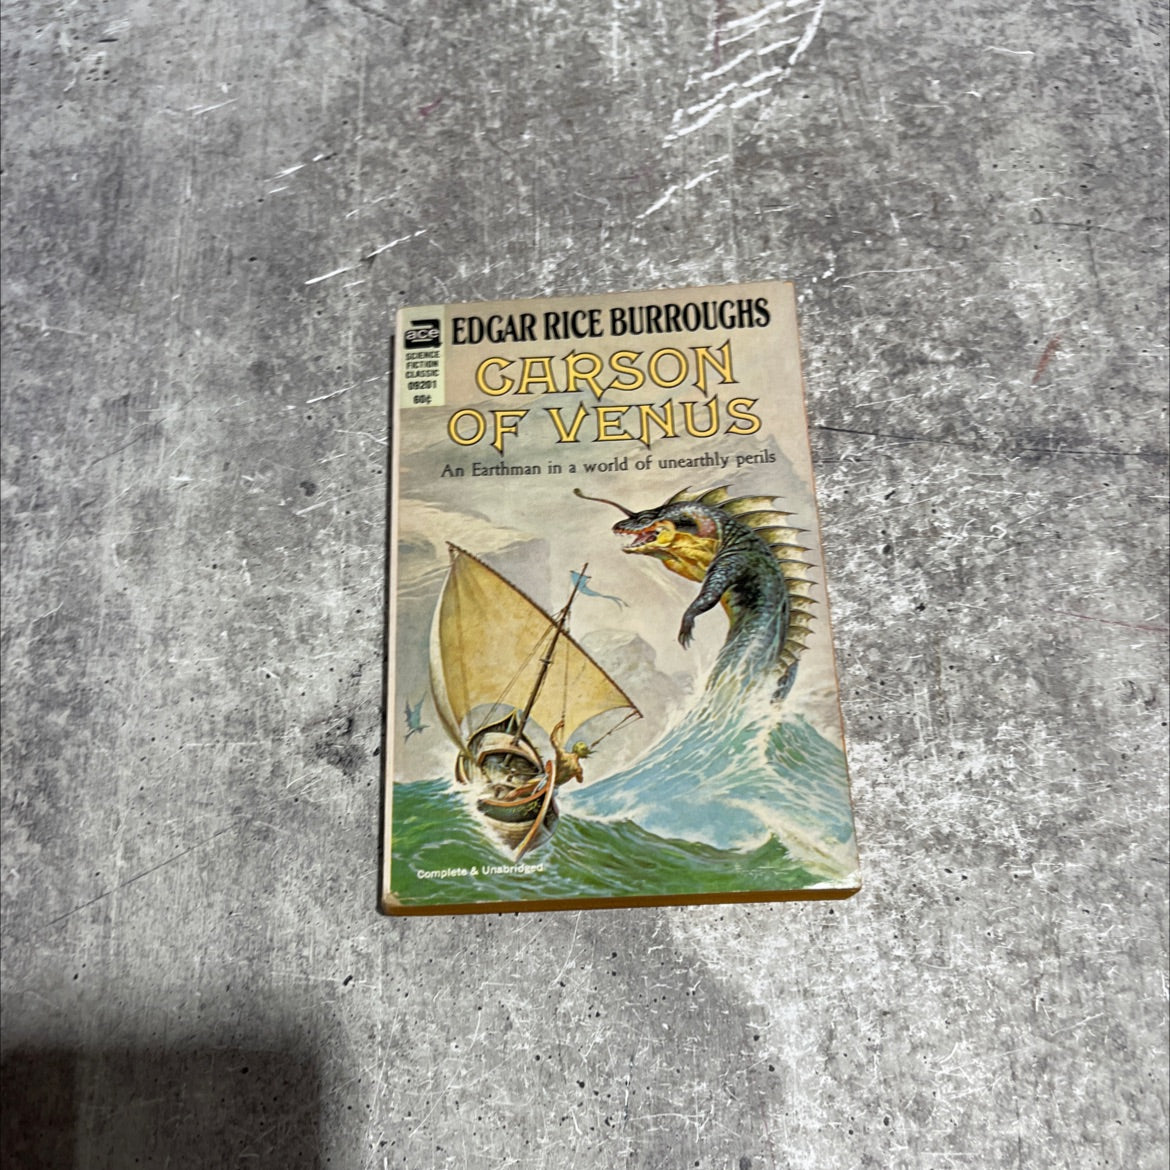 ace
SCIENCE
FICTION
CLASSIC
09201
60¢
EDGAR RICE BURROUGHS
CARSON
OF VENUS
An Earthman in a world of unearthly perils
Complete & Unabridged